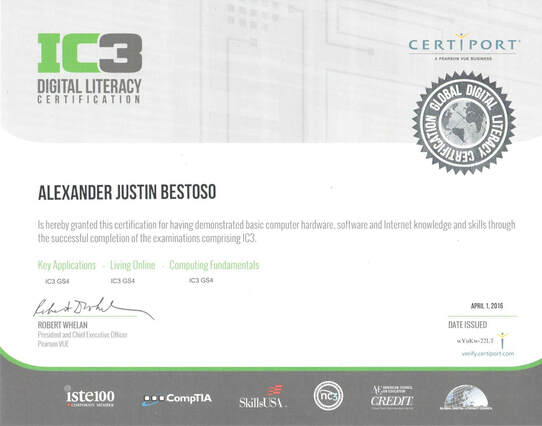 IC3
DIGITAL LITERACY
CERTIFICATION
CERTIPORT®
A PEARSON VUE BUSINESS
GLOBAL DIGITAL LITERACY CERTIFICATION
ALEXANDER JUSTIN BESTOSO
Is hereby granted this certification for having demonstrated basic computer hardware, software and Internet knowledge and skills through
the successful completion of the examinations comprising IC3.
Key Applications - Living Online - Computing Fundamentals
IC3 GS4 IC3 GS4 IC3 GS4
ROBERT WHELAN
President and Chief Executive Officer
Pearson VUE
APRIL 1, 2016
DATE ISSUED
verify.certiport.com
iste100
CORPORATE MEMBER
CompTIA
SkillsUSA
nc3
AMERICAN COUNCIL ON EDUCATION
CREDIT
GLOBAL DIGITAL LITERACY COUNCIL